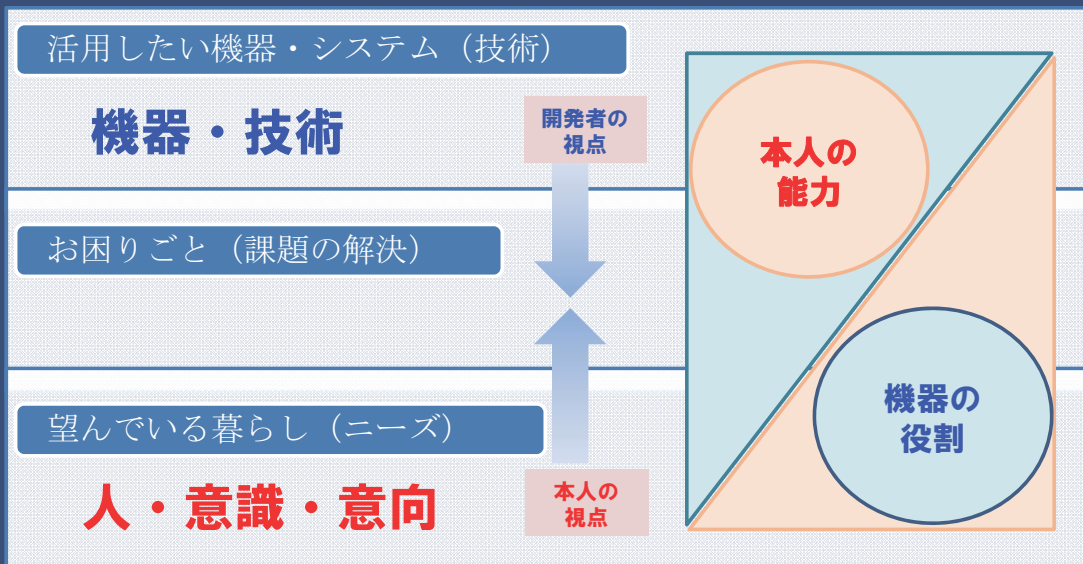 活用したい機器・システム（技術）
機器・技術
開発者の
視点
本人の
能力
お困りごと（課題の解決）
機器の
役割
望んでいる暮らし（ニーズ）
人・意識・意向
本人の
視点